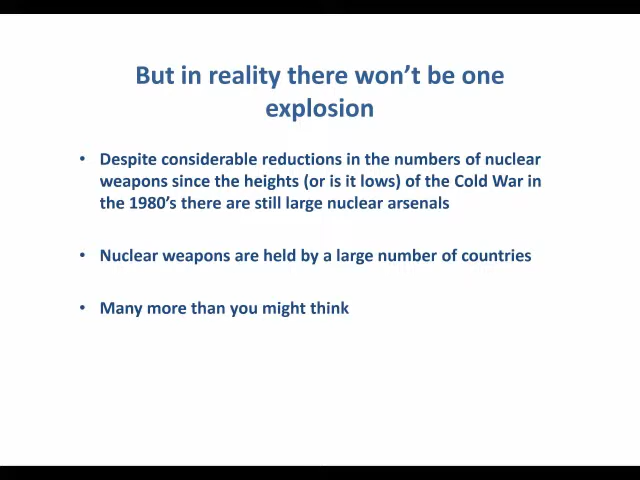 But in reality there won’t be one
explosion
• Despite considerable reductions in the numbers of nuclear
weapons since the heights (or is it lows) of the Cold War in
the 1980’s there are still large nuclear arsenals
• Nuclear weapons are held by a large number of countries
• Many more than you might think